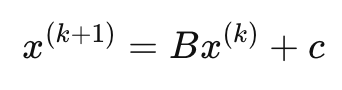 x^{(k+1)} = Bx^{(k)} + c